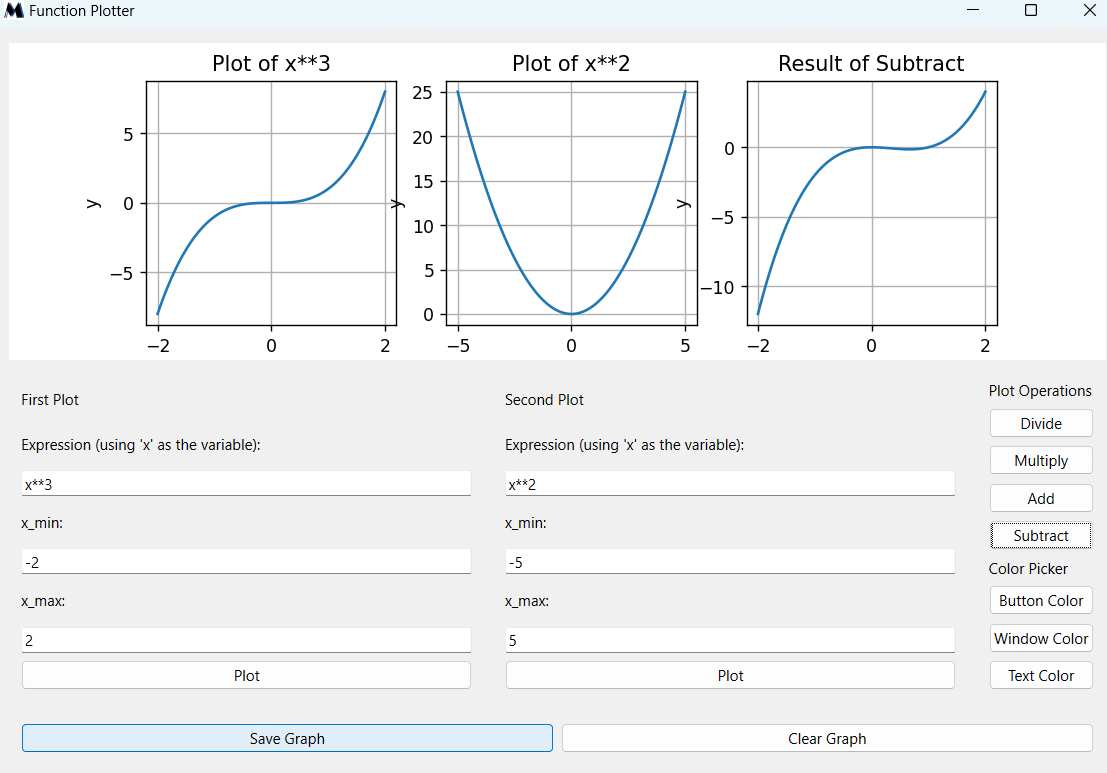 Function Plotter
Plot of x**3
Plot of x**2
Result of Subtract
y
5
0
−5
−2 0 2
y
25
20
15
10
5
0
−5 0 5
y
0
−5
−10
−2 0 2
First Plot
Expression (using 'x' as the variable):
x**3
x_min:
-2
x_max:
2
Plot
Second Plot
Expression (using 'x' as the variable):
x**2
x_min:
-5
x_max:
5
Plot
Plot Operations
Divide
Multiply
Add
Subtract
Color Picker
Button Color
Window Color
Text Color
Save Graph
Clear Graph